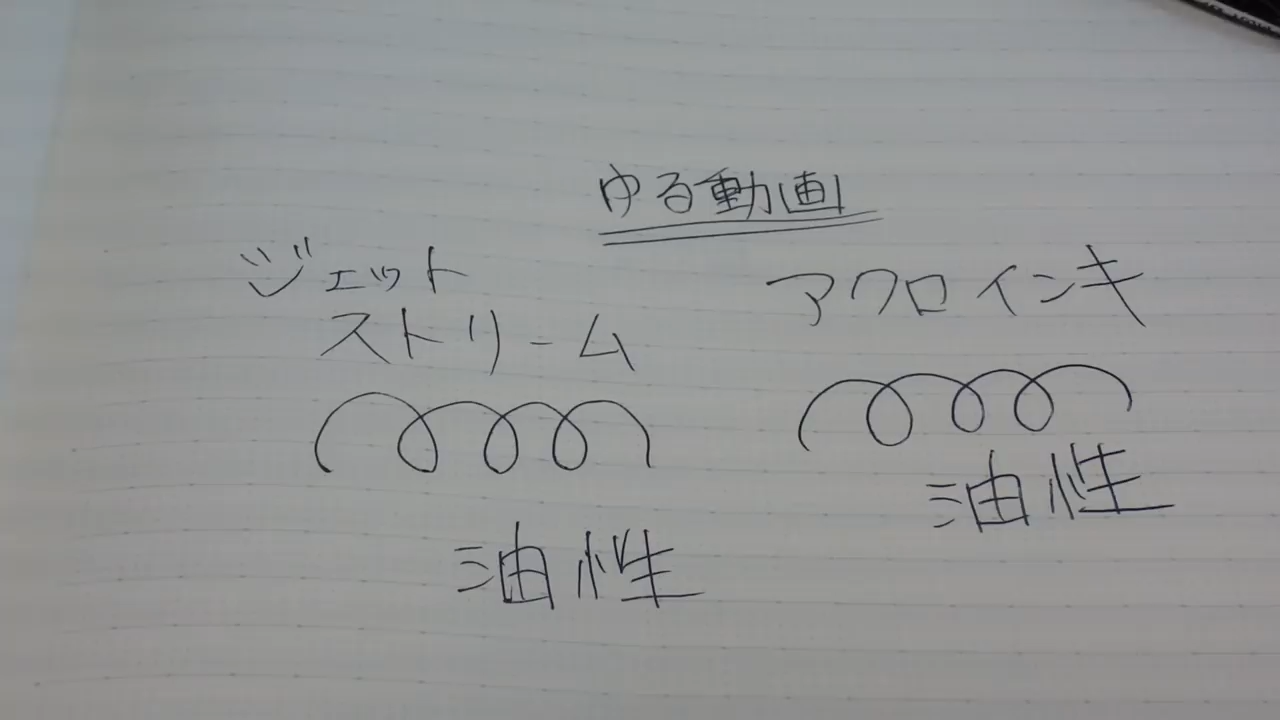 ゆる動画
ジェット
ストリーム
油性
アクロインキ
油性